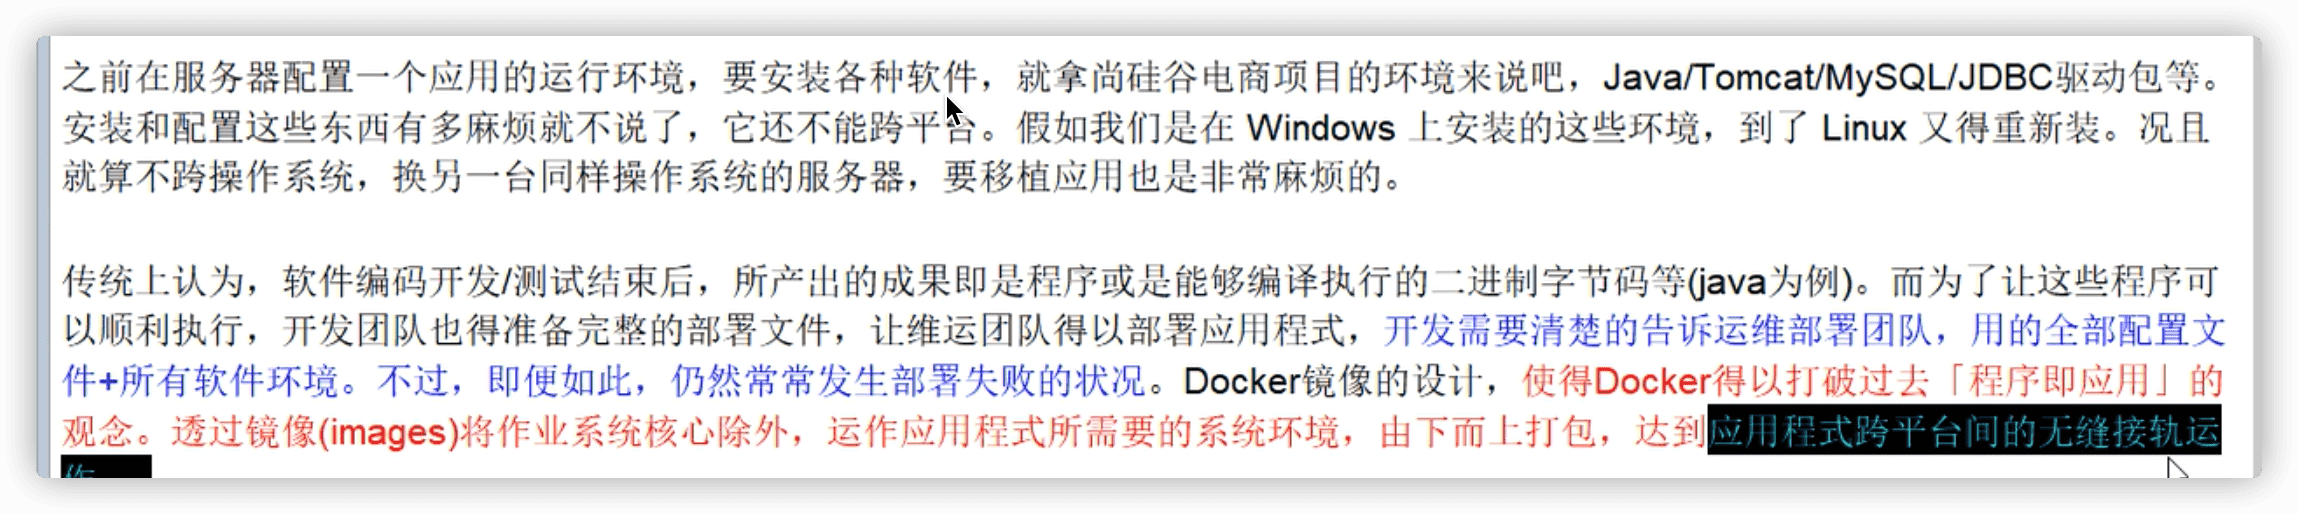 之前在服务器配置一个应用的运行环境，要安装各种软件，就拿尚硅谷电商项目的环境来说吧，Java/Tomcat/MySQL/JDBC驱动包等。
安装和配置这些东西有多麻烦就不说了，它还不能跨平台。假如我们是在 Windows 上安装的这些环境，到了 Linux 又得重新装。况且
就算不跨操作系统，换另一台同样操作系统的服务器，要移植应用也是非常麻烦的。
传统上认为，软件编码开发/测试结束后，所产出的成果即是程序或是能够编译执行的二进制字节码等(java为例)。而为了让这些程序可
以顺利执行，开发团队也得准备完整的部署文件，让维运团队得以部署应用程式，开发需要清楚的告诉运维部署团队，用的全部配置文
件+所有软件环境。不过，即便如此，仍然常常发生部署失败的状况。Docker镜像的设计，使得Docker得以打破过去「程序即应用」的
观念。透过镜像(images)将作业系统核心除外，运作应用程式所需要的系统环境，由下而上打包，达到应用程式跨平台间的无缝接轨运
作